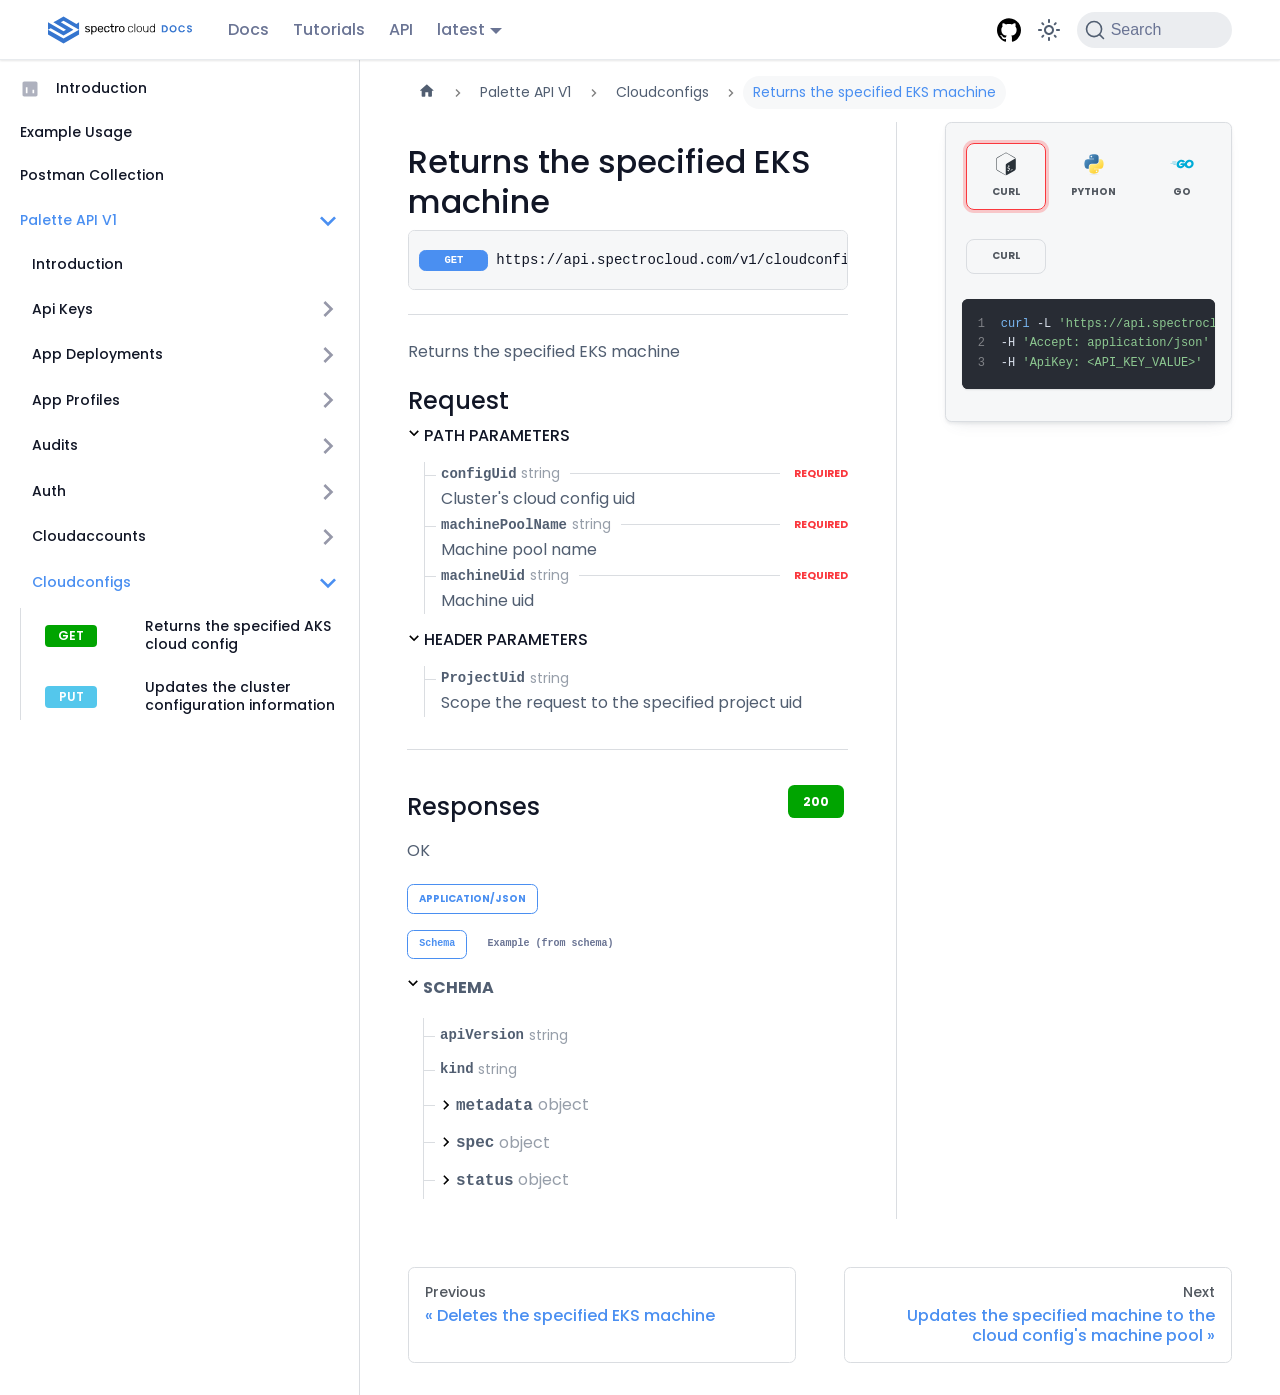 spectro cloud DOCS
Docs
Tutorials
API
latest
Search
Introduction
Example Usage
Postman Collection
Palette API V1
Introduction
Api Keys
App Deployments
App Profiles
Audits
Auth
Cloudaccounts
Cloudconfigs
GET
Returns the specified AKS
cloud config
PUT
Updates the cluster
configuration information
Palette API V1
Cloudconfigs
Returns the specified EKS machine
Returns the specified EKS
machine
GET https://api.spectrocloud.com/v1/cloudconfi
Returns the specified EKS machine
Request
PATH PARAMETERS
configUid string REQUIRED
Cluster's cloud config uid
machinePoolName string REQUIRED
Machine pool name
machineUid string REQUIRED
Machine uid
HEADER PARAMETERS
ProjectUid string
Scope the request to the specified project uid
Responses
200
OK
APPLICATION/JSON
Schema
Example (from schema)
SCHEMA
apiVersion string
kind string
metadata object
spec object
status object
CURL
PYTHON
GO
GO
CURL
1 curl -L 'https://api.spectrocl
2 -H 'Accept: application/json'
3 -H 'ApiKey: <API_KEY_VALUE>'
Previous
« Deletes the specified EKS machine
Next
Updates the specified machine to the
cloud config's machine pool »